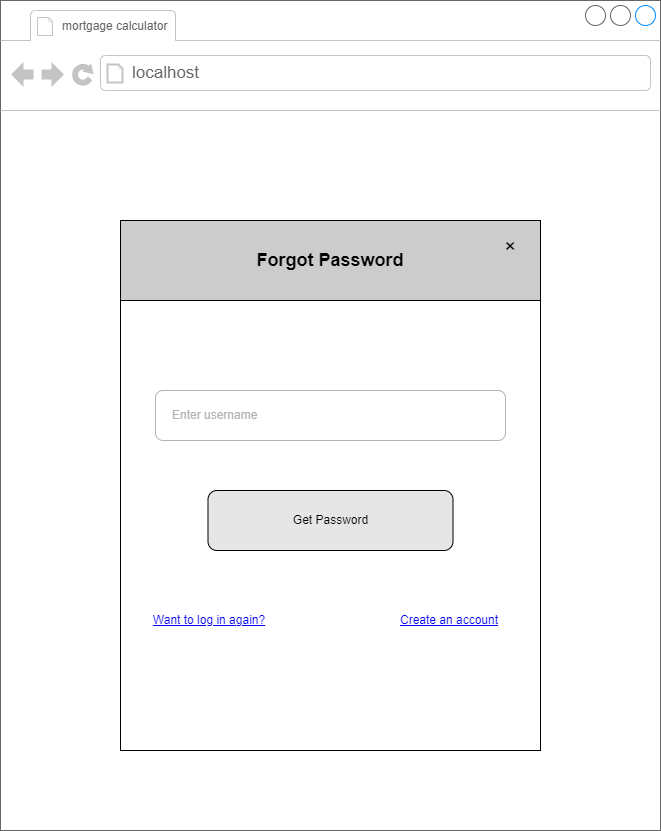 mortgage calculator
localhost
×
Forgot Password
Enter username
Get Password
Want to log in again? Create an account